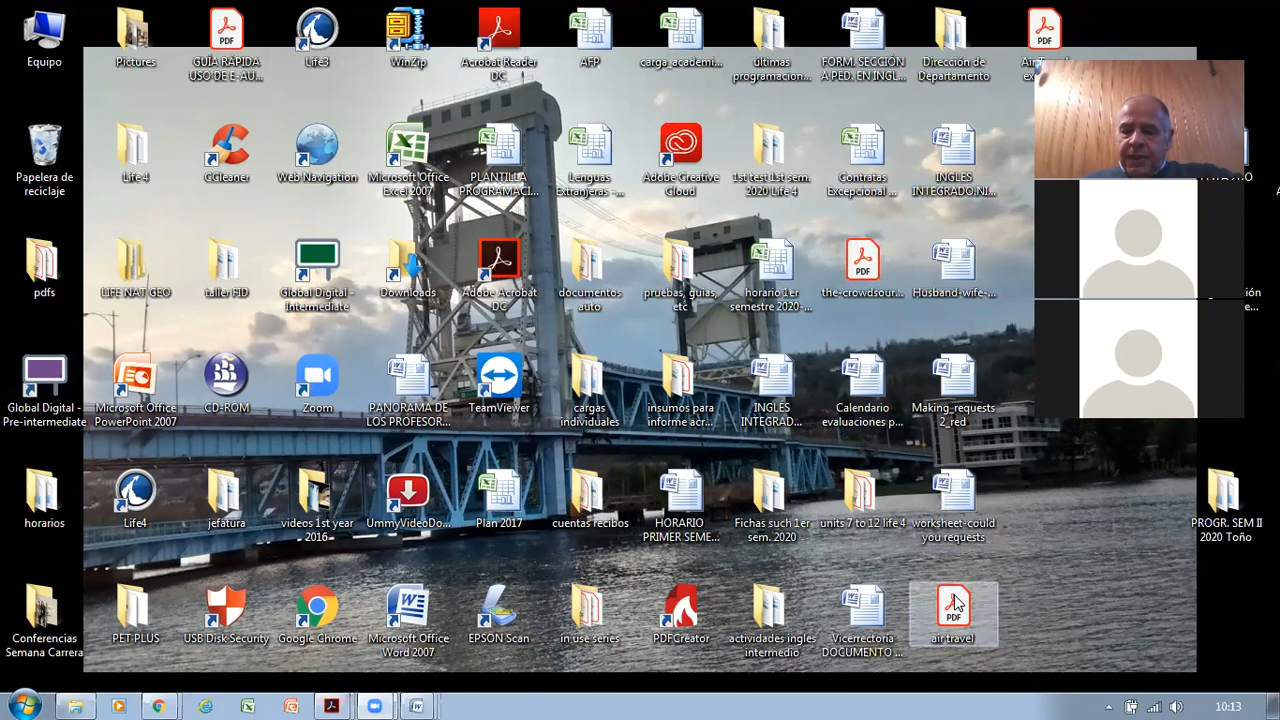 Equipo
Pictures
GUÍA RÁPIDA
USO DE E-AU...
Life3
WinZip
Acrobat Reader
DC
AFP
carga_academi...
últimas
programacion...
FORM. SECCIÓN
A PED. EN INGL...
Dirección de
Departamento
Papelera de
reciclaje
Life 4
CCleaner
Web Navigation
Microsoft Office
Excel 2007
PLANTILLA
PROGRAMACI...
Lenguas
Extranjeras -...
Adobe Creative
Cloud
1st test 1st sem.
2020 Life 4
Contratas
Excepcional ...
INGLES
INTEGRADO.NI...
pdfs
LIFE NAT GEO
taller FID
Global Digital -
Intermediate
Downloads
Adobe Acrobat
DC
documentos
auto
pruebas, guias,
etc
horario 1er
semestre 2020-...
the-crowdsour...
Husband-wife-...
Global Digital -
Pre-intermediate
Microsoft Office
PowerPoint 2007
CD-ROM
Zoom
PANORAMA DE
LOS PROFESOR...
TeamViewer
cargas
individuales
insumos para
informe acr...
INGLES
INTEGRAD...
Calendario
evaluaciones p...
Making_requests
2_red
horarios
Life4
jefatura
videos 1st year
2016
UmmyVideoDo...
Plan 2017
cuentas recibos
HORARIO
PRIMER SEME...
Fichas such 1er
sem. 2020
units 7 to 12 life 4
worksheet-could
you requests
PROGR. SEM II
2020 Toño
Conferencias
Semana Carrera
PET PLUS
USB Disk Security
Google Chrome
Microsoft Office
Word 2007
EPSON Scan
in use series
PDFCreator
actividades ingles
intermedio
Vicerrectoria
DOCUMENTO ...
air travel
10:13